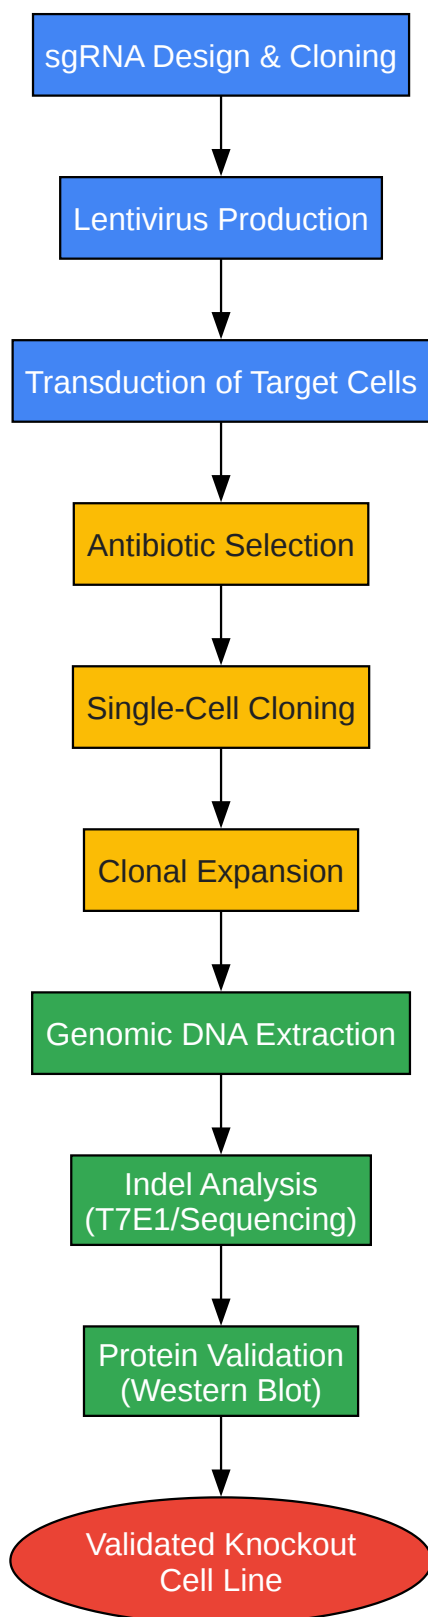 sgRNA Design & Cloning
Lentivirus Production
Transduction of Target Cells
Antibiotic Selection
Single-Cell Cloning
Clonal Expansion
Genomic DNA Extraction
Indel Analysis
(T7E1/Sequencing)
Protein Validation
(Western Blot)
Validated Knockout
Cell Line